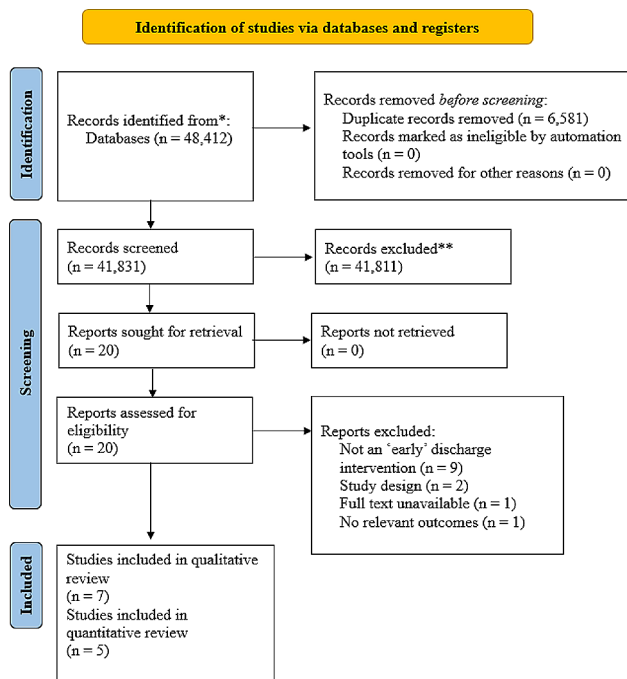 Identification of studies via databases and registers
Identification
Records identified from*:
Databases (n = 48,412)
Records removed before screening:
Duplicate records removed (n = 6,581)
Records marked as ineligible by automation
tools (n = 0)
Records removed for other reasons (n = 0)
Screening
Records screened
(n = 41,831)
Records excluded**
(n = 41,811)
Reports sought for retrieval
(n = 20)
Reports not retrieved
(n = 0)
Reports assessed for
eligibility
(n = 20)
Reports excluded:
Not an ‘early’ discharge
intervention (n = 9)
Study design (n = 2)
Full text unavailable (n = 1)
No relevant outcomes (n = 1)
Included
Studies included in qualitative
review
(n = 7)
Studies included in
quantitative review
(n = 5)